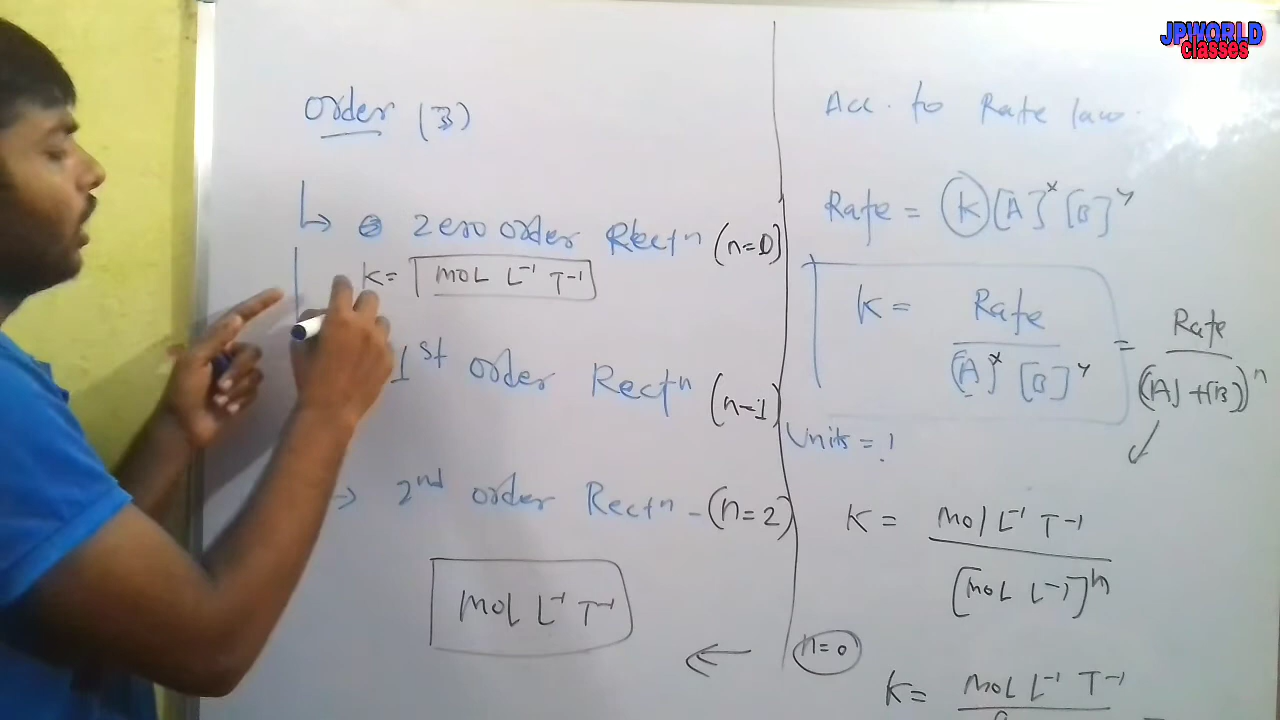 JPWORLD
classes
Order (3)
Zero order Rectⁿ (n=0)
K = mol L⁻¹ T⁻¹
1st order Rectⁿ (n=1)
→ 2nd order Rectⁿ - (n=2)
mol L⁻¹ T⁻¹
Acc. to Rate law.
Rate = K [A]ˣ [B]ʸ
K = Rate / [A]ˣ [B]ʸ = Rate / ([A] + [B])ⁿ
Units = !
K = mol L⁻¹ T⁻¹ / [mol L⁻¹]ⁿ
← n=0
K = mol L⁻¹ T⁻¹